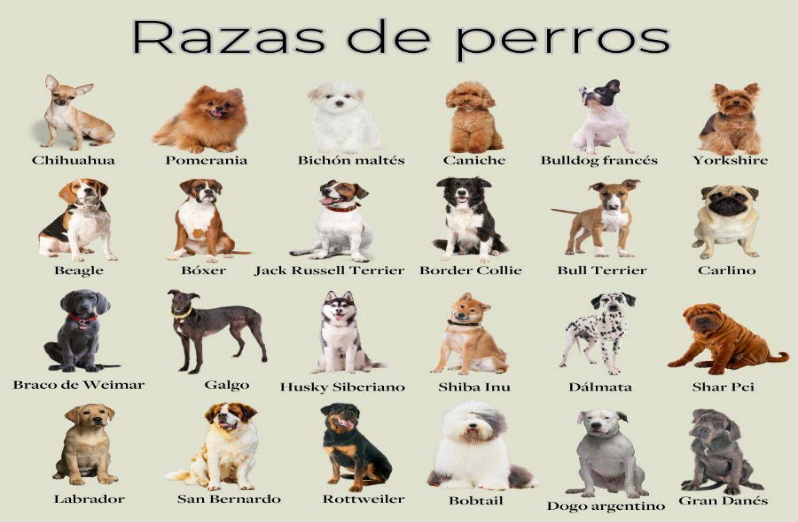 Razas de perros
Chihuahua Pomerania Bichón maltés Caniche Bulldog francés Yorkshire
Beagle Bóxer Jack Russell Terrier Border Collie Bull Terrier Carlino
Braco de Weimar Galgo Husky Siberiano Shiba Inu Dálmata Shar Pei
Labrador San Bernardo Rottweiler Bobtail Dogo argentino Gran Danés